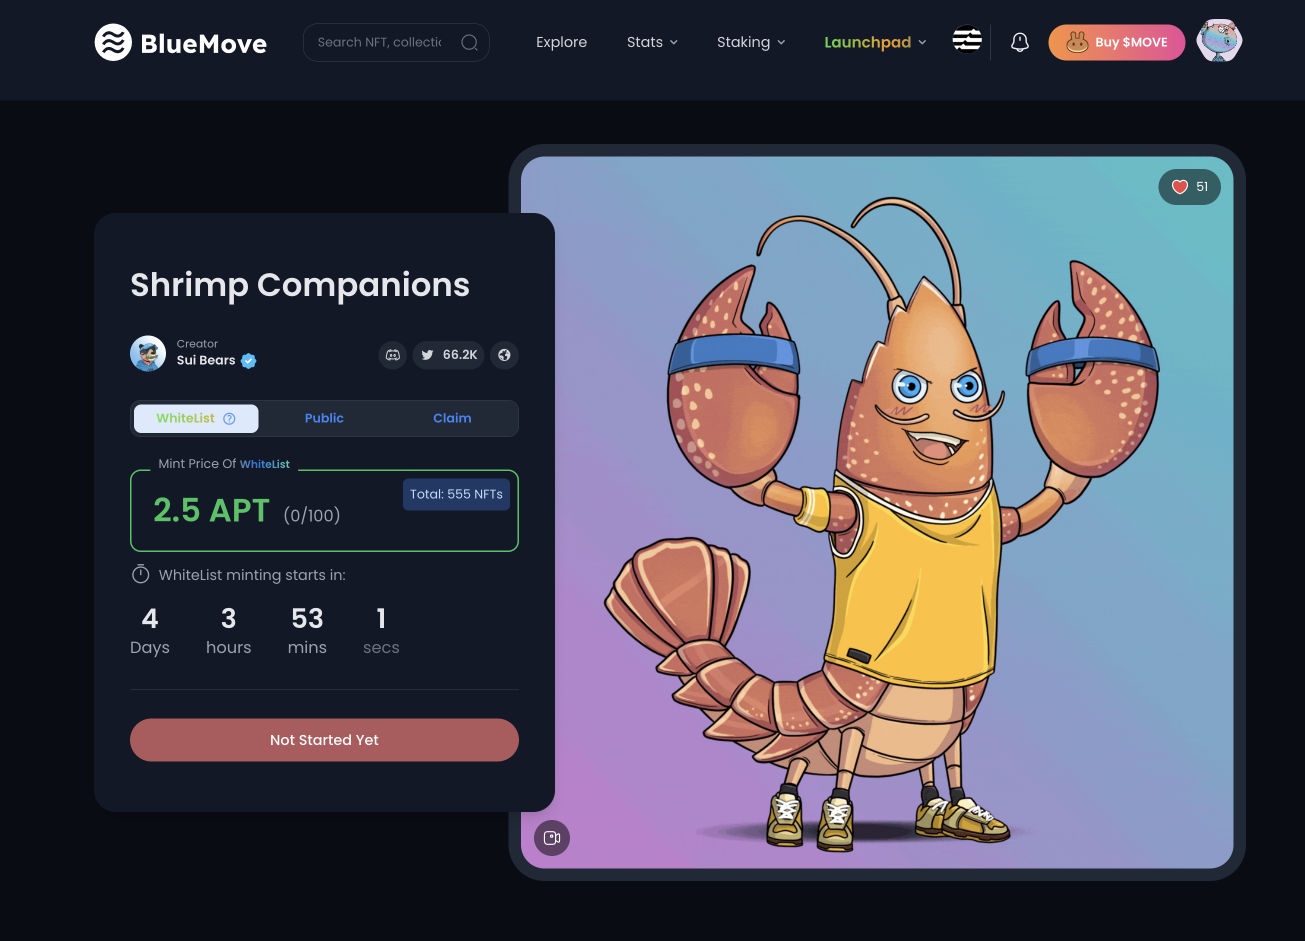 BlueMove
Search NFT, collectic
Explore
Stats
Staking
Launchpad
Buy $MOVE
51
Shrimp Companions
Creator
Sui Bears
66.2K
WhiteList
Public
Claim
Mint Price Of WhiteList
Total: 555 NFTs
2.5 APT (0/100)
WhiteList minting starts in:
4 3 53 1
Days hours mins secs
Not Started Yet